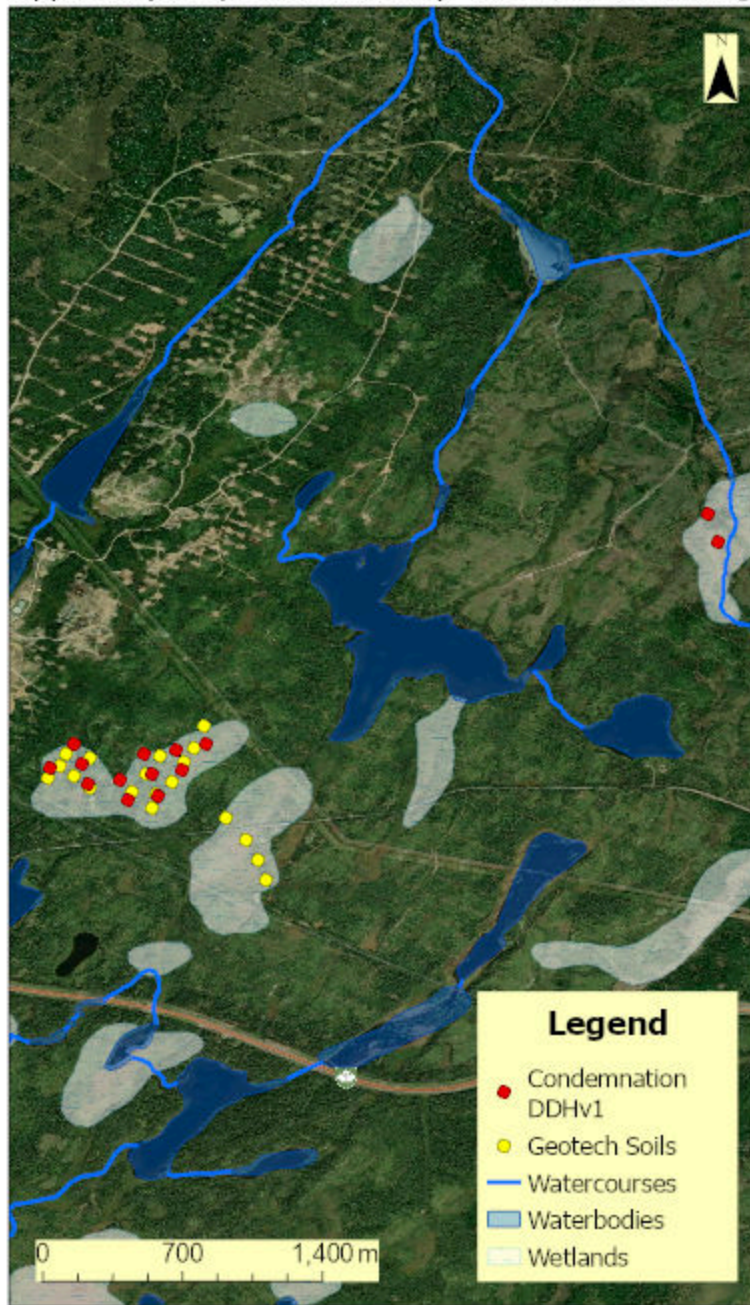 N
Legend
Condemnation
DDHv1
Geotech Soils
Watercourses
Waterbodies
Wetlands
0 700 1,400 m